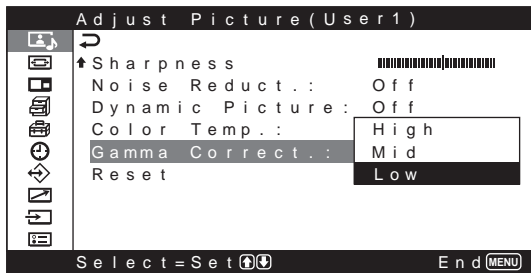 Adjust Picture(User1)
Sharpness
Noise Reduct.: Off
Dynamic Picture: Off
Color Temp.: High
Gamma Correct.: Mid
Reset Low
Select=Set End MENU